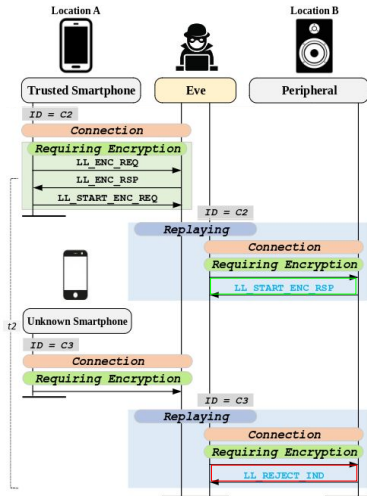 Location A
Location B
Trusted Smartphone
Eve
Peripheral
ID = C2
Connection
Requiring Encryption
LL_ENC_REQ
LL_ENC_RSP
LL_START_ENC_REQ
ID = C2
Replaying
Connection
Requiring Encryption
LL_START_ENC_RSP
Unknown Smartphone
t2
ID = C3
Connection
Requiring Encryption
ID = C3
Replaying
Connection
Requiring Encryption
LL_REJECT_IND